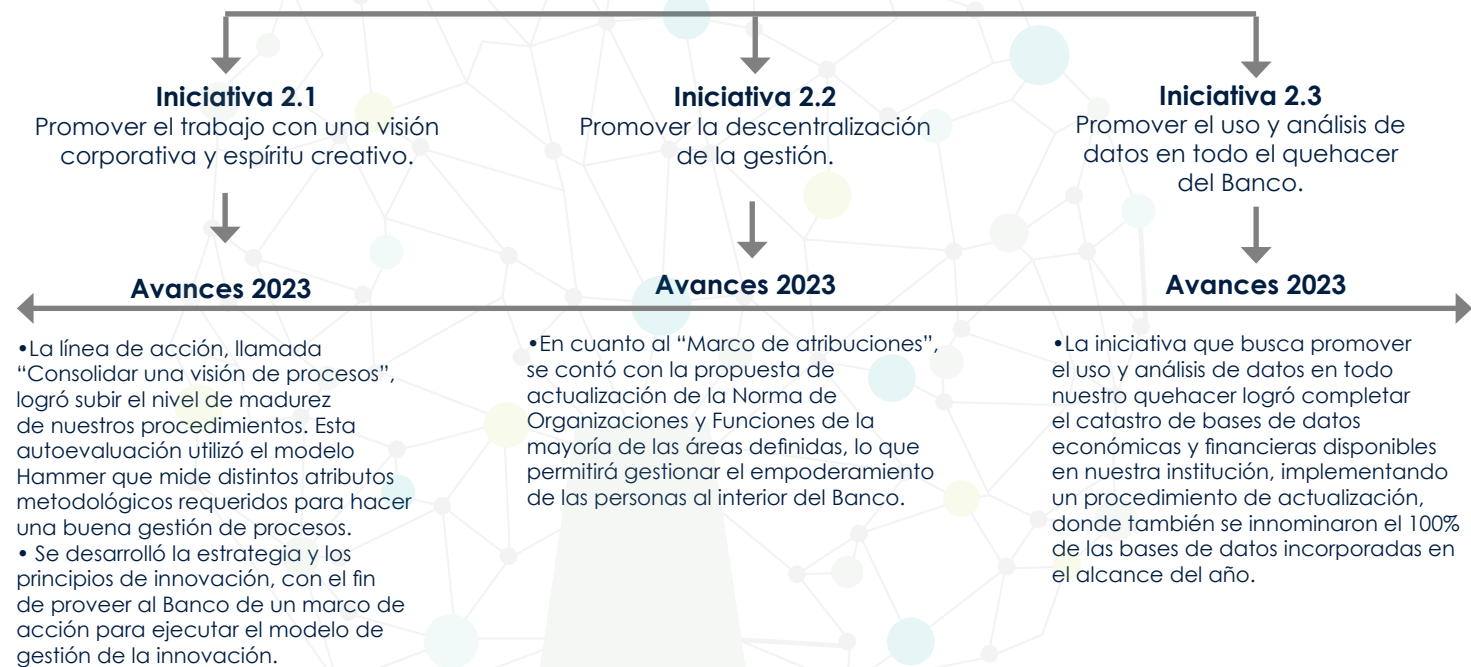 Iniciativa 2.1
Promover el trabajo con una visión
corporativa y espíritu creativo.
Avances 2023
•La línea de acción, llamada
“Consolidar una visión de procesos”,
logró subir el nivel de madurez
de nuestros procedimientos. Esta
autoevaluación utilizó el modelo
Hammer que mide distintos atributos
metodológicos requeridos para hacer
una buena gestión de procesos.
• Se desarrolló la estrategia y los
principios de innovación, con el fin
de proveer al Banco de un marco de
acción para ejecutar el modelo de
gestión de la innovación.
Iniciativa 2.2
Promover la descentralización
de la gestión.
Avances 2023
•En cuanto al “Marco de atribuciones”,
se contó con la propuesta de
actualización de la Norma de
Organizaciones y Funciones de la
mayoría de las áreas definidas, lo que
permitirá gestionar el empoderamiento
de las personas al interior del Banco.
Iniciativa 2.3
Promover el uso y análisis de
datos en todo el quehacer
del Banco.
Avances 2023
•La iniciativa que busca promover
el uso y análisis de datos en todo
nuestro quehacer logró completar
el catastro de bases de datos
económicas y financieras disponibles
en nuestra institución, implementando
un procedimiento de actualización,
donde también se innominaron el 100%
de las bases de datos incorporadas en
el alcance del año.